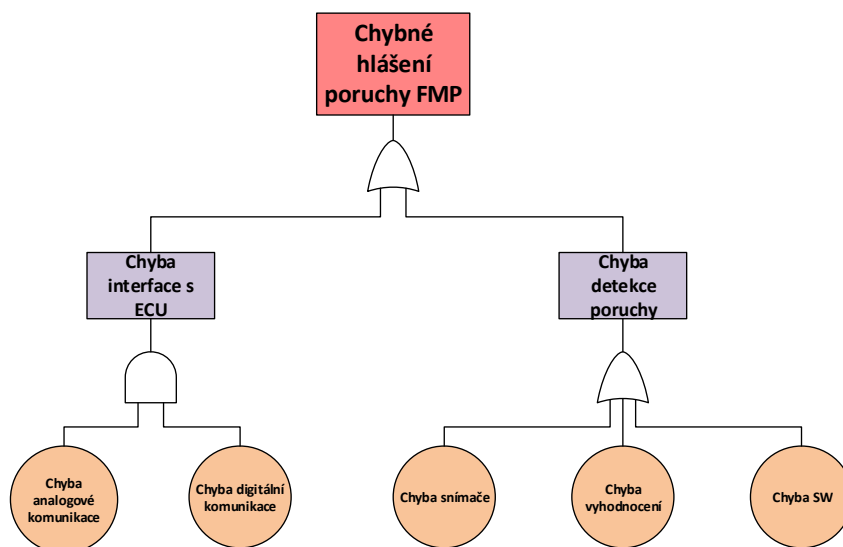 Chybné
hlášení
poruchy FMP
Chyba
interface s
ECU
Chyba
detekce
poruchy
Chyba
analogové
komunikace
Chyba digitální
komunikace
Chyba snímače
Chyba
vyhodnocení
Chyba SW